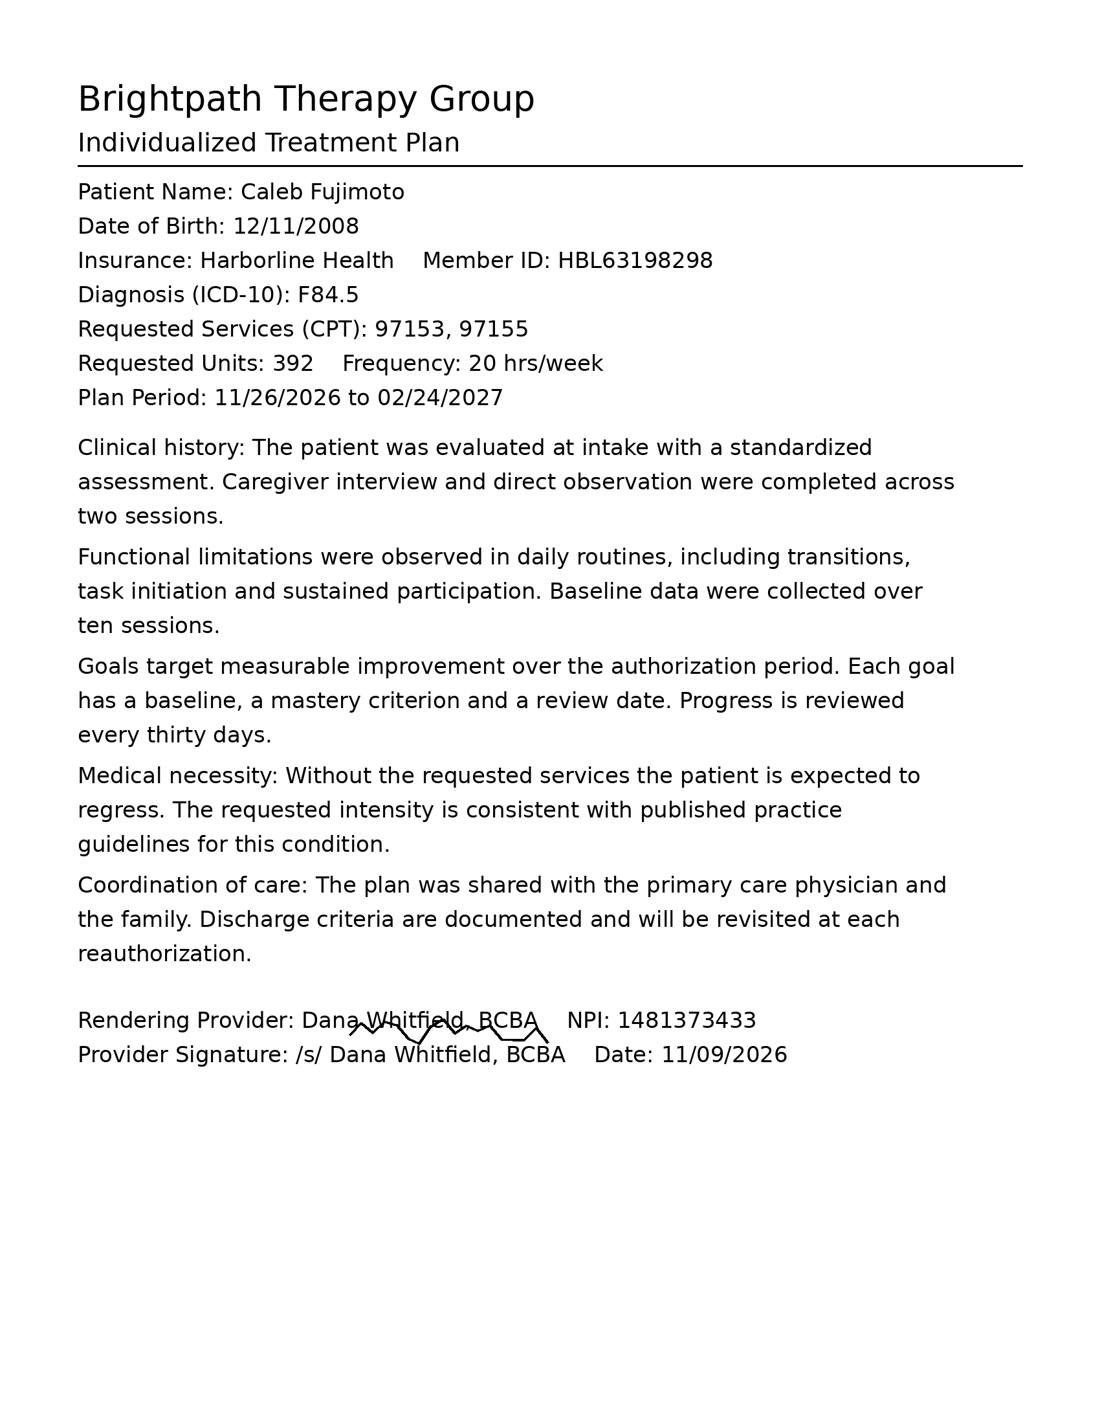 Brightpath Therapy Group
Individualized Treatment Plan
Patient Name: Caleb Fujimoto
Date of Birth: 12/11/2008
Insurance: Harborline Health Member ID: HBL63198298
Diagnosis (ICD-10): F84.5
Requested Services (CPT): 97153, 97155
Requested Units: 392 Frequency: 20 hrs/week
Plan Period: 11/26/2026 to 02/24/2027
Clinical history: The patient was evaluated at intake with a standardized
assessment. Caregiver interview and direct observation were completed across
two sessions.
Functional limitations were observed in daily routines, including transitions,
task initiation and sustained participation. Baseline data were collected over
ten sessions.
Goals target measurable improvement over the authorization period. Each goal
has a baseline, a mastery criterion and a review date. Progress is reviewed
every thirty days.
Medical necessity: Without the requested services the patient is expected to
regress. The requested intensity is consistent with published practice
guidelines for this condition.
Coordination of care: The plan was shared with the primary care physician and
the family. Discharge criteria are documented and will be revisited at each
reauthorization.
Rendering Provider: Dana Whitfield, BCBA NPI: 1481373433
Provider Signature: /s/ Dana Whitfield, BCBA Date: 11/09/2026